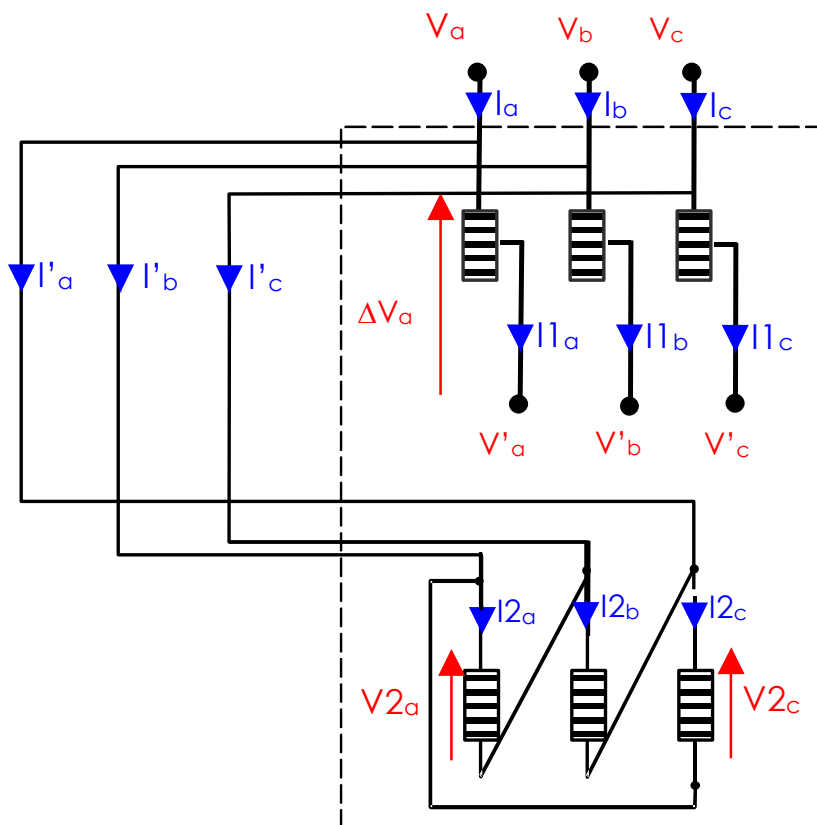 Va Vb Vc
Ia Ib Ic
I'a I'b I'c
ΔVa
I1a I1b I1c
V'a V'b V'c
I2a I2b I2c
V2a V2c